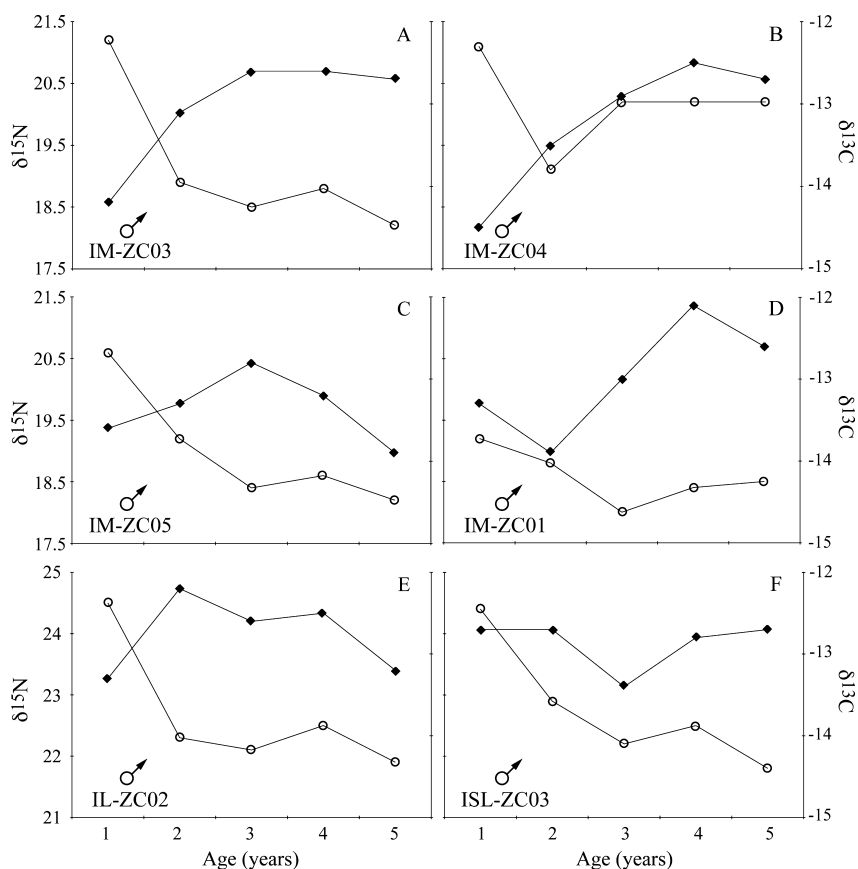 21.5
20.5
19.5
18.5
17.5
δ15N
A
IM-ZC03
B
IM-ZC04
-12
-13
-14
-15
δ13C
21.5
20.5
19.5
18.5
17.5
δ15N
C
IM-ZC05
D
IM-ZC01
-12
-13
-14
-15
δ13C
25
24
23
22
21
δ15N
E
IL-ZC02
F
ISL-ZC03
-12
-13
-14
-15
δ13C
1 2 3 4 5 1 2 3 4 5
Age (years) Age (years)